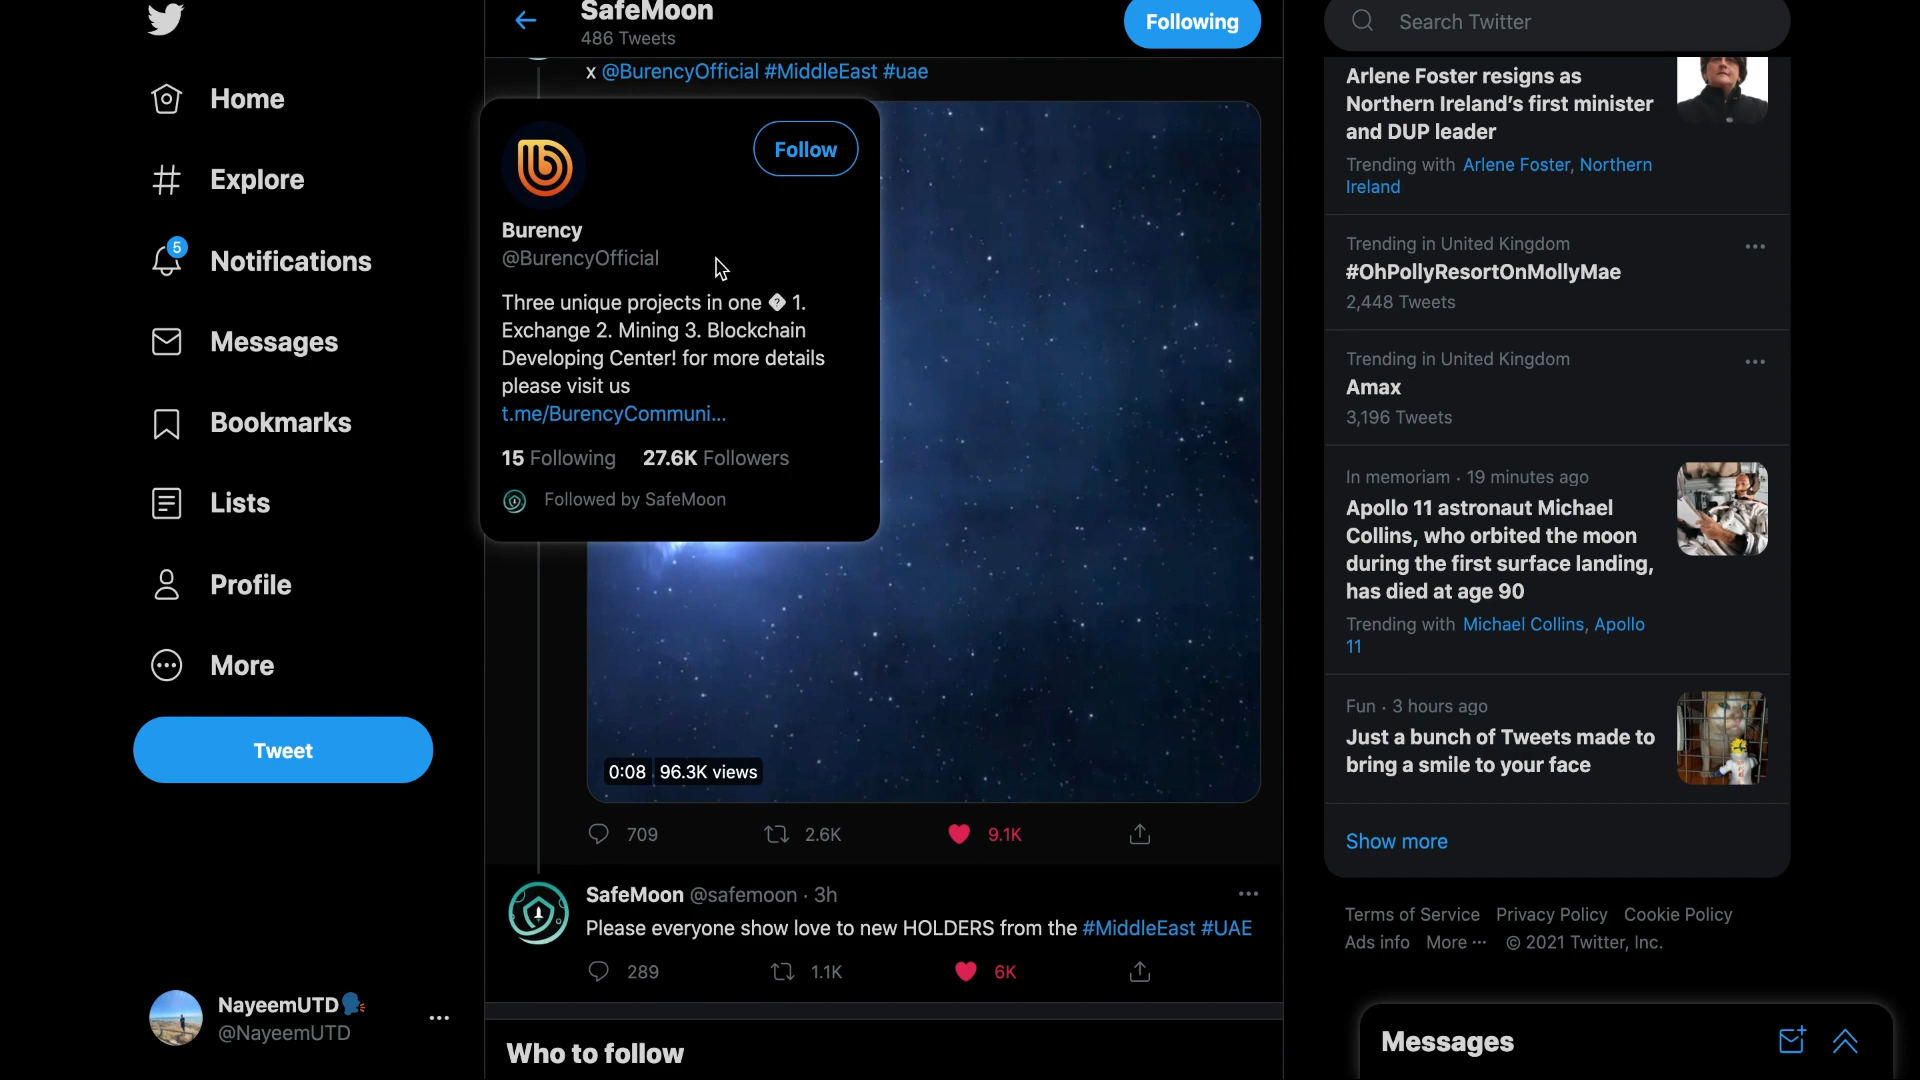 Home
Explore
5
Notifications
Messages
Bookmarks
Lists
Profile
More
Tweet
NayeemUTD
@NayeemUTD
SafeMoon
486 Tweets
Following
x @BurencyOfficial #MiddleEast #uae
Follow
Burency
@BurencyOfficial
Three unique projects in one � 1.
Exchange 2. Mining 3. Blockchain
Developing Center! for more details
please visit us
t.me/BurencyCommuni...
15 Following 27.6K Followers
Followed by SafeMoon
0:08 96.3K views
709 2.6K 9.1K
SafeMoon @safemoon · 3h
Please everyone show love to new HOLDERS from the #MiddleEast #UAE
289 1.1K 6K
Who to follow
Search Twitter
Arlene Foster resigns as
Northern Ireland's first minister
and DUP leader
Trending with Arlene Foster, Northern
Ireland
Trending in United Kingdom
#OhPollyResortOnMollyMae
2,448 Tweets
Trending in United Kingdom
Amax
3,196 Tweets
In memoriam · 19 minutes ago
Apollo 11 astronaut Michael
Collins, who orbited the moon
during the first surface landing,
has died at age 90
Trending with Michael Collins, Apollo
11
Fun · 3 hours ago
Just a bunch of Tweets made to
bring a smile to your face
Show more
Terms of Service Privacy Policy Cookie Policy
Ads info More ··· © 2021 Twitter, Inc.
Messages